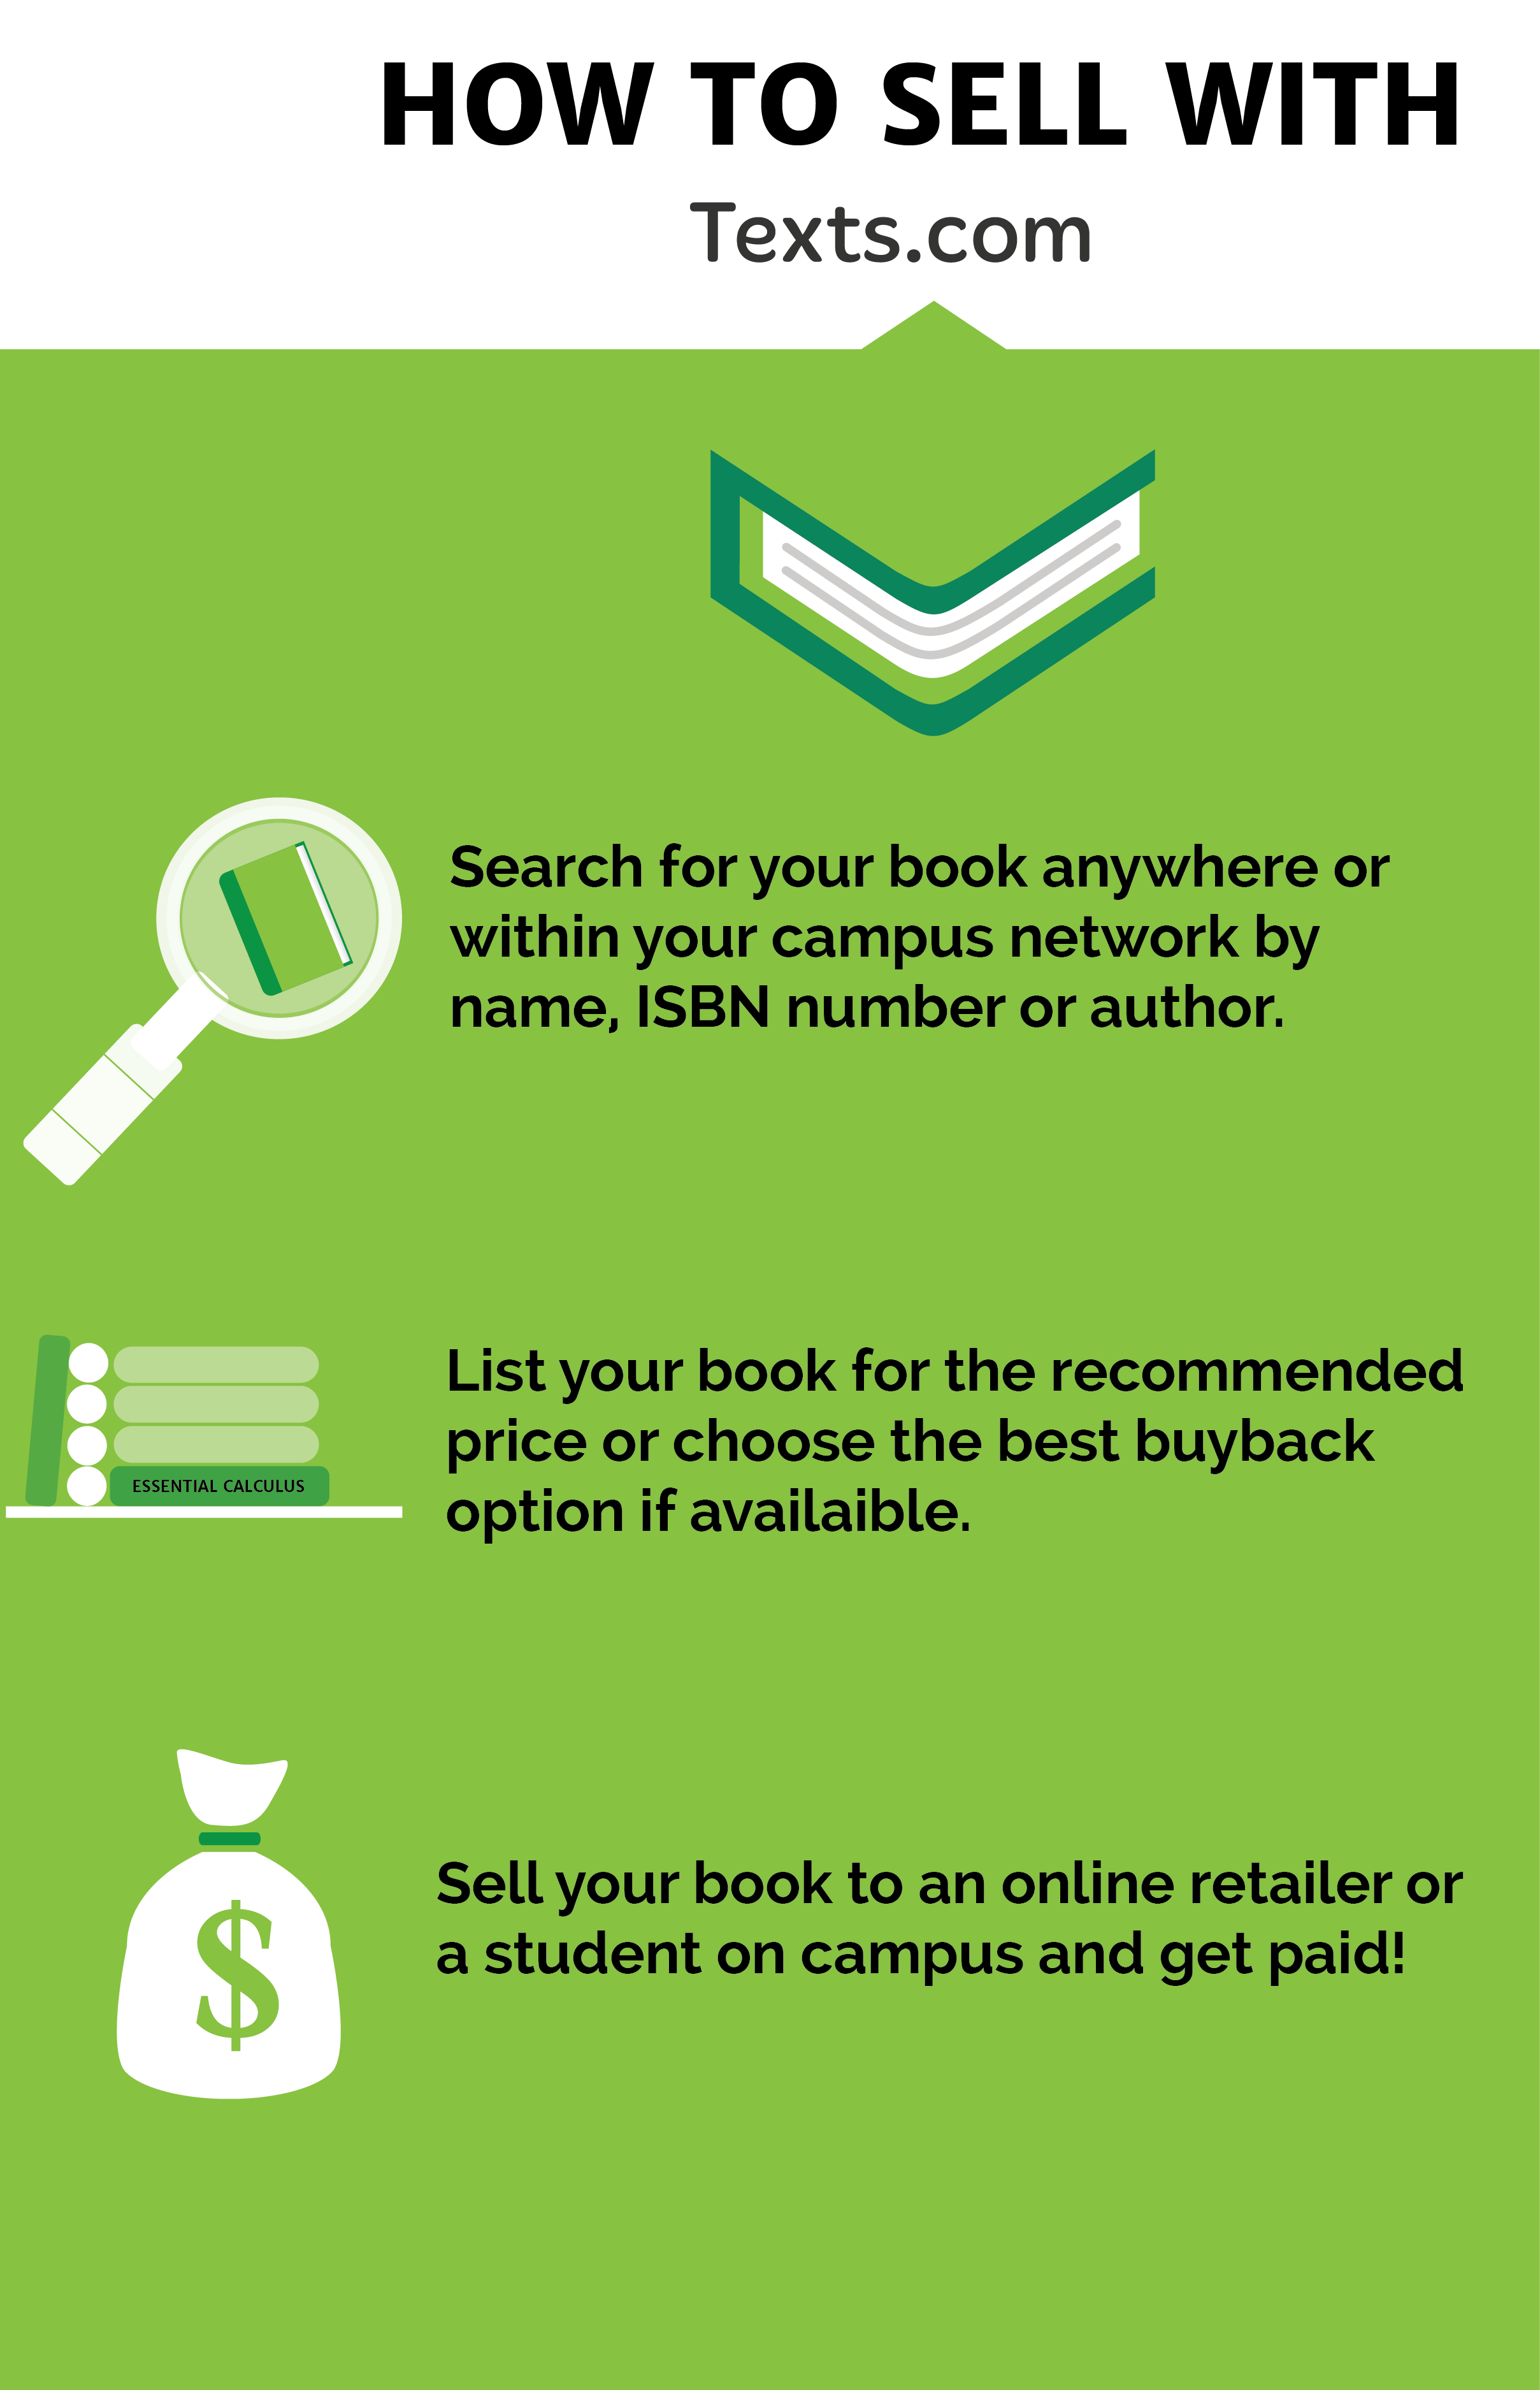 HOW TO SELL WITH
Texts.com
Search for your book anywhere or
within your campus network by
name, ISBN number or author.
List your book for the recommended
price or choose the best buyback
option if availaible.
ESSENTIAL CALCULUS
$
Sell your book to an online retailer or
a student on campus and get paid!